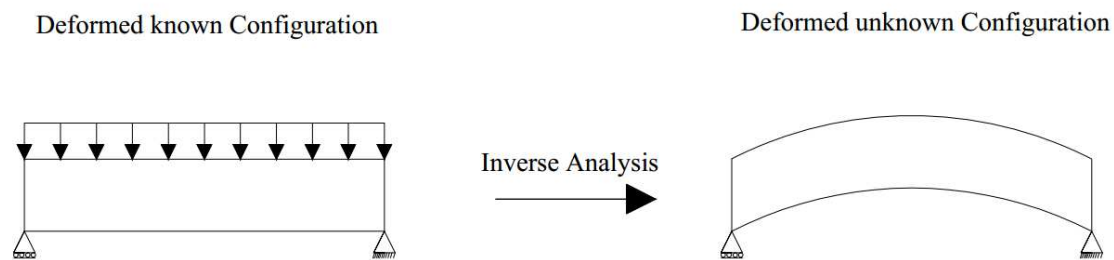 Deformed known Configuration
Deformed unknown Configuration
Inverse Analysis